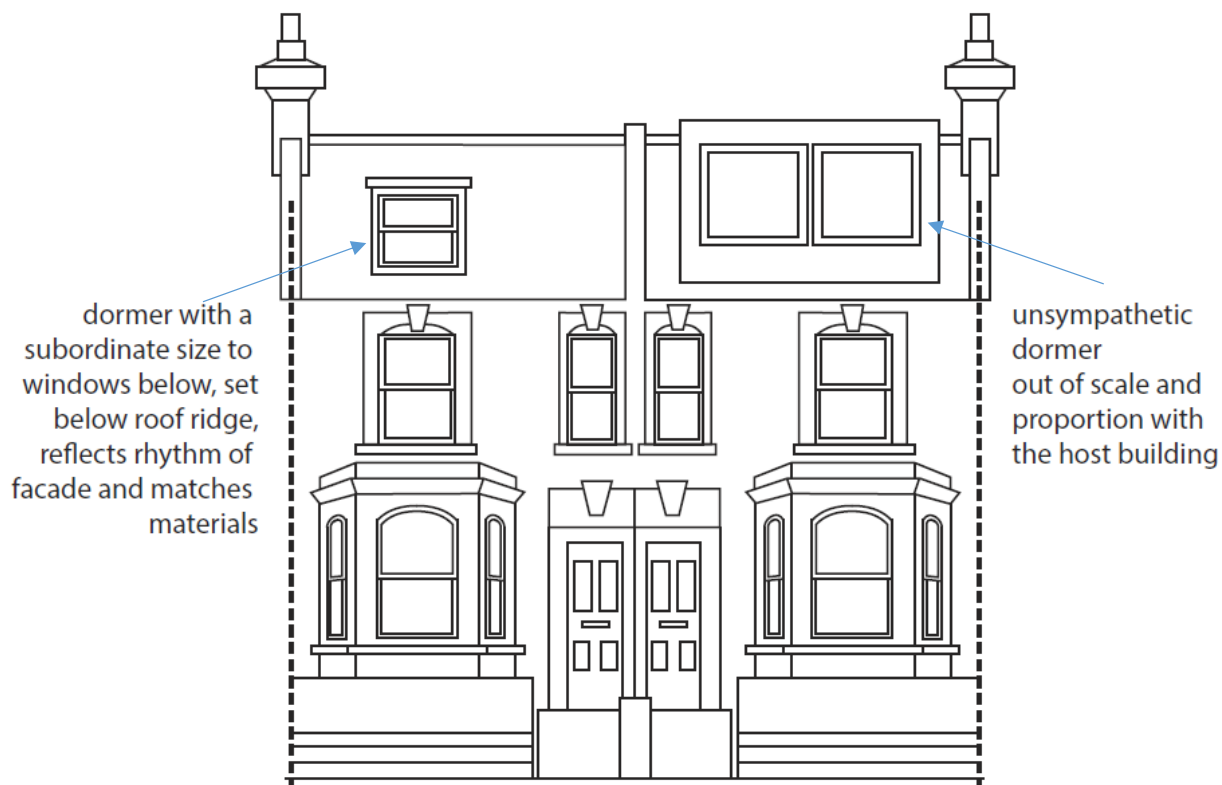 dormer with a
subordinate size to
windows below, set
below roof ridge,
reflects rhythm of
facade and matches
materials
unsympathetic
dormer
out of scale and
proportion with
the host building